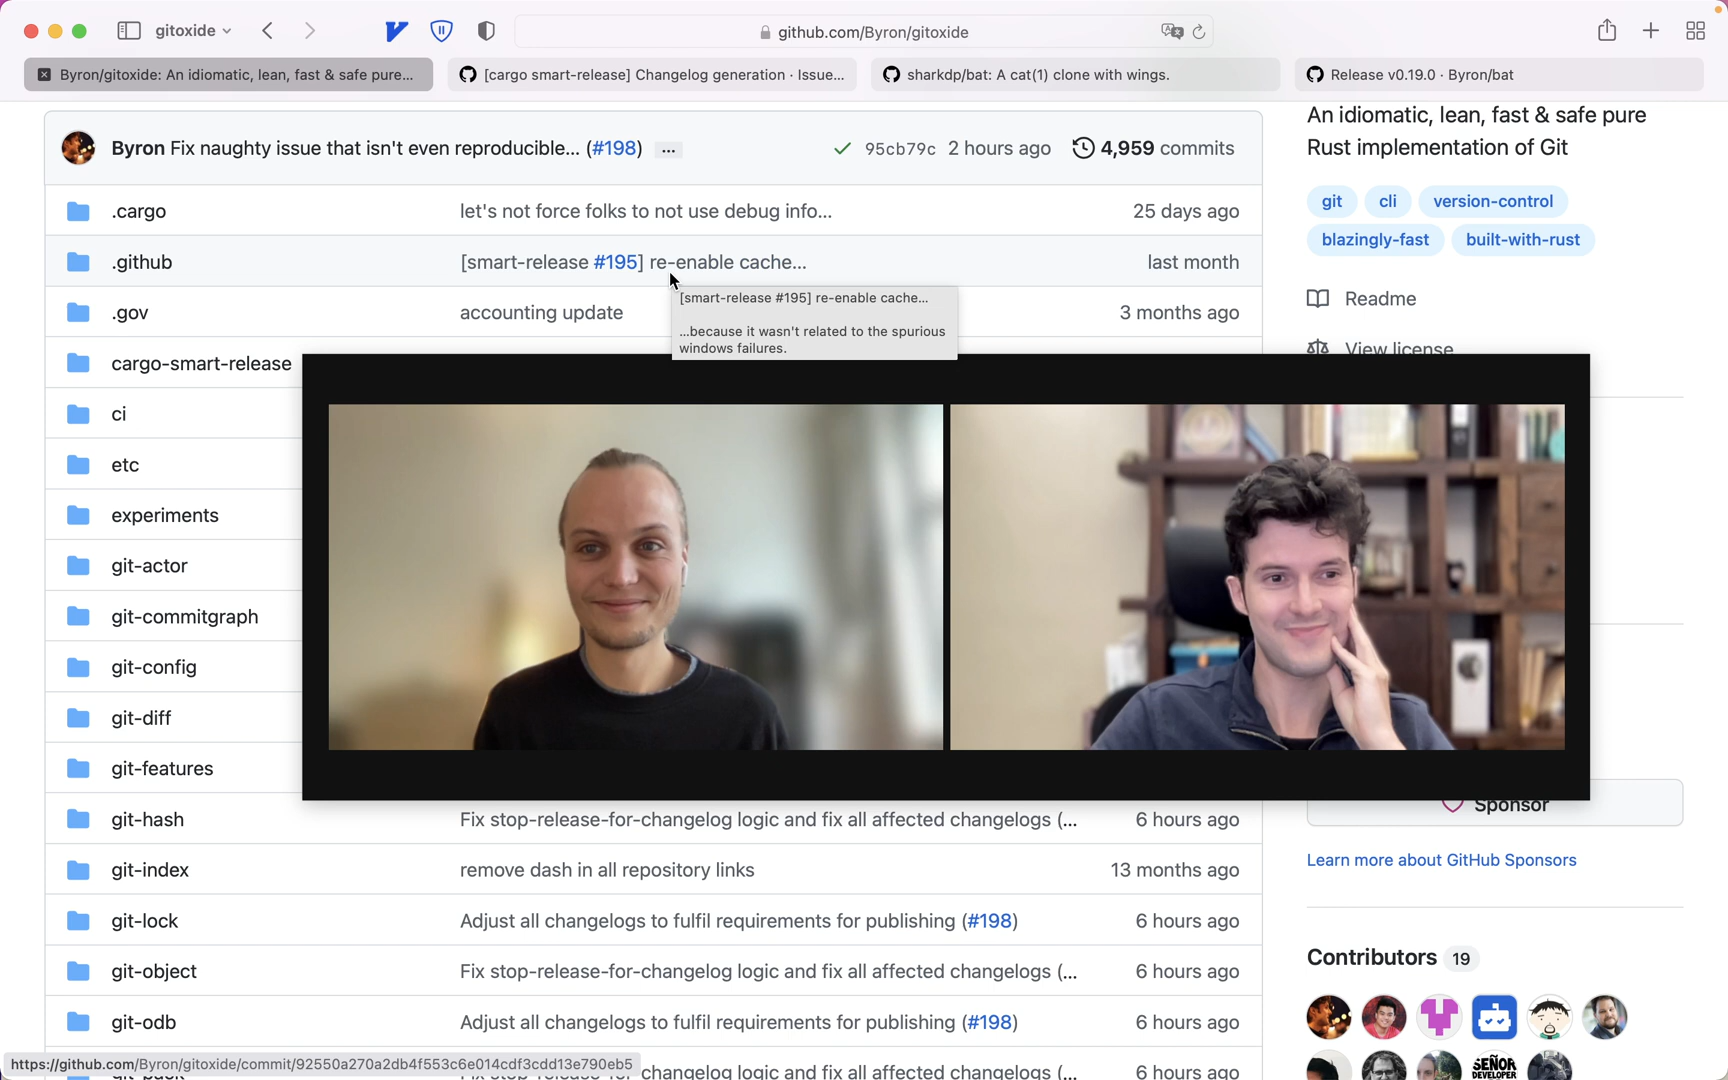 gitoxide
github.com/Byron/gitoxide
Byron/gitoxide: An idiomatic, lean, fast & safe pure...
[cargo smart-release] Changelog generation · Issue...
sharkdp/bat: A cat(1) clone with wings.
Release v0.19.0 · Byron/bat
Byron Fix naughty issue that isn't even reproducible... (#198) ...
95cb79c 2 hours ago 4,959 commits
.cargo let's not force folks to not use debug info... 25 days ago
.github [smart-release #195] re-enable cache... last month
[smart-release #195] re-enable cache...
...because it wasn't related to the spurious
windows failures.
.gov accounting update 3 months ago
cargo-smart-release
ci
etc
experiments
git-actor
git-commitgraph
git-config
git-diff
git-features
git-hash Fix stop-release-for-changelog logic and fix all affected changelogs (... 6 hours ago
git-index remove dash in all repository links 13 months ago
git-lock Adjust all changelogs to fulfil requirements for publishing (#198) 6 hours ago
git-object Fix stop-release-for-changelog logic and fix all affected changelogs (... 6 hours ago
git-odb Adjust all changelogs to fulfil requirements for publishing (#198) 6 hours ago
git-pack Fix stop-release-for-changelog logic and fix all affected changelogs (... 6 hours ago
https://github.com/Byron/gitoxide/commit/92550a270a2db4f553c6e014cdf3cdd13e790eb5
An idiomatic, lean, fast & safe pure
Rust implementation of Git
git cli version-control
blazingly-fast built-with-rust
Readme
View license
Sponsor
Learn more about GitHub Sponsors
Contributors 19
SEÑOR
DEVELOPER